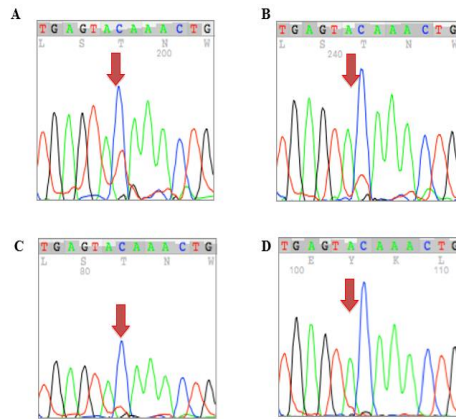 A
TGAGTACAAACTG
L S T N W
200
B
TGAGTACAAACTG
L S T N W
240
C
TGAGTACAAACTG
L S T N W
80
D
TGAGTACAAACTG
E Y K L
100 110